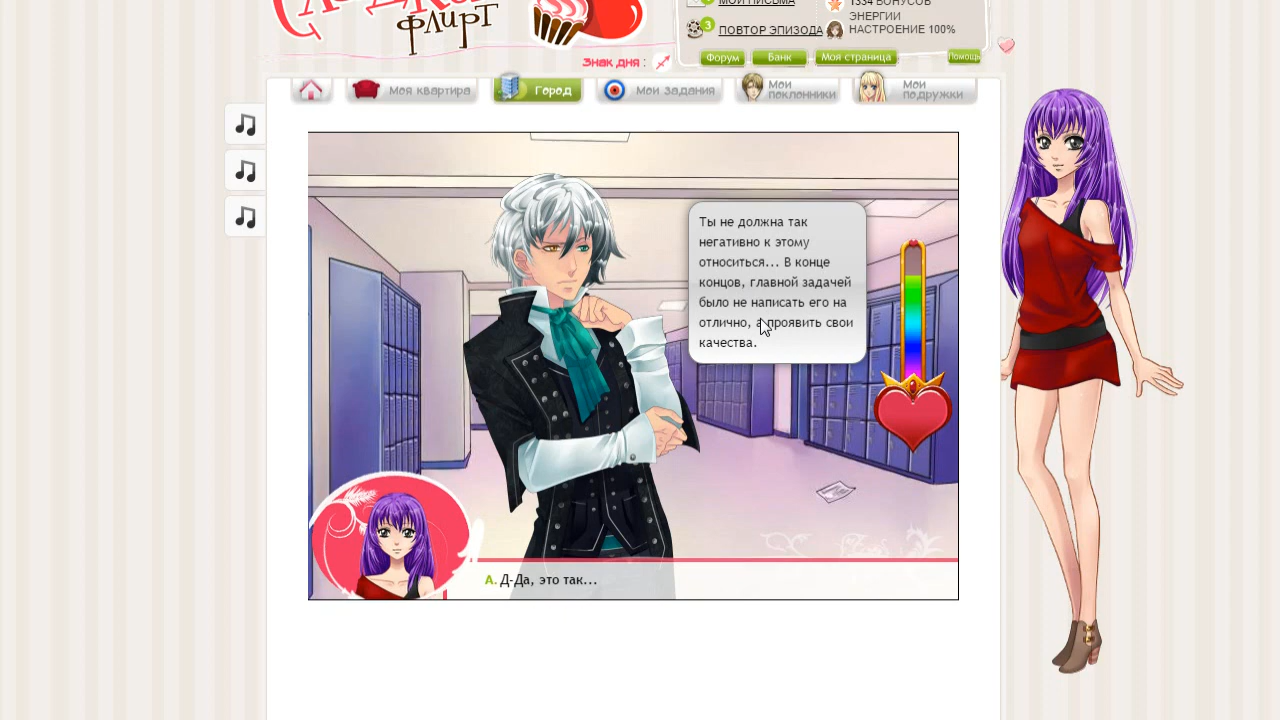 флирт
МОИ ПИСЬМА
3
ПОВТОР ЭПИЗОДА
1334 БОНУСОВ
ЭНЕРГИИ
НАСТРОЕНИЕ 100%
Знак дня :
Форум
Банк
Моя страница
Помощь
Моя квартира
Город
Мои задания
Мои
поклонники
Мои
подружки
Ты не должна так
негативно к этому
относиться... В конце
концов, главной задачей
было не написать его на
отлично, а проявить свои
качества.
А. Д-Да, это так...